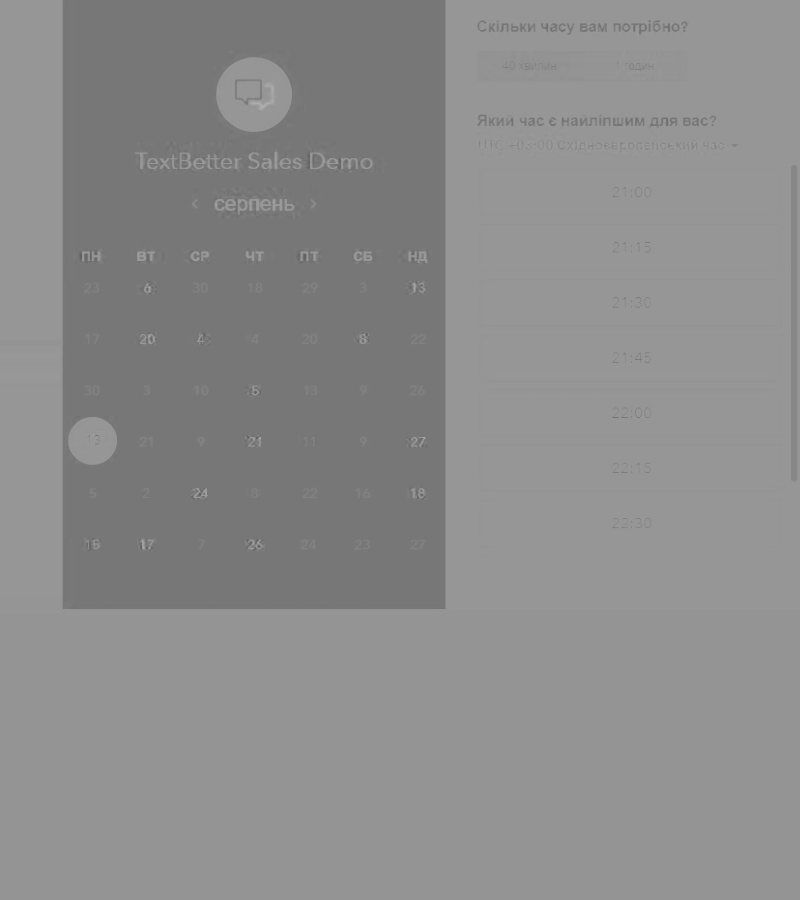 TextBetter Sales Demo
серпень
ПН ВТ СР ЧТ ПТ СБ НД
23 6 30 18 29 3 13
17 20 4 4 20 8 22
30 3 10 5 13 9 26
13 21 9 21 11 9 27
5 2 24 8 22 16 18
15 17 7 26 24 23 27
Скільки часу вам потрібно?
40 хвилин 1 годин
Який час є наиліпшим для вас?
UTC +03:00 Східноєвропейський час
21:00
21:15
21:30
21:45
22:00
22:15
22:30